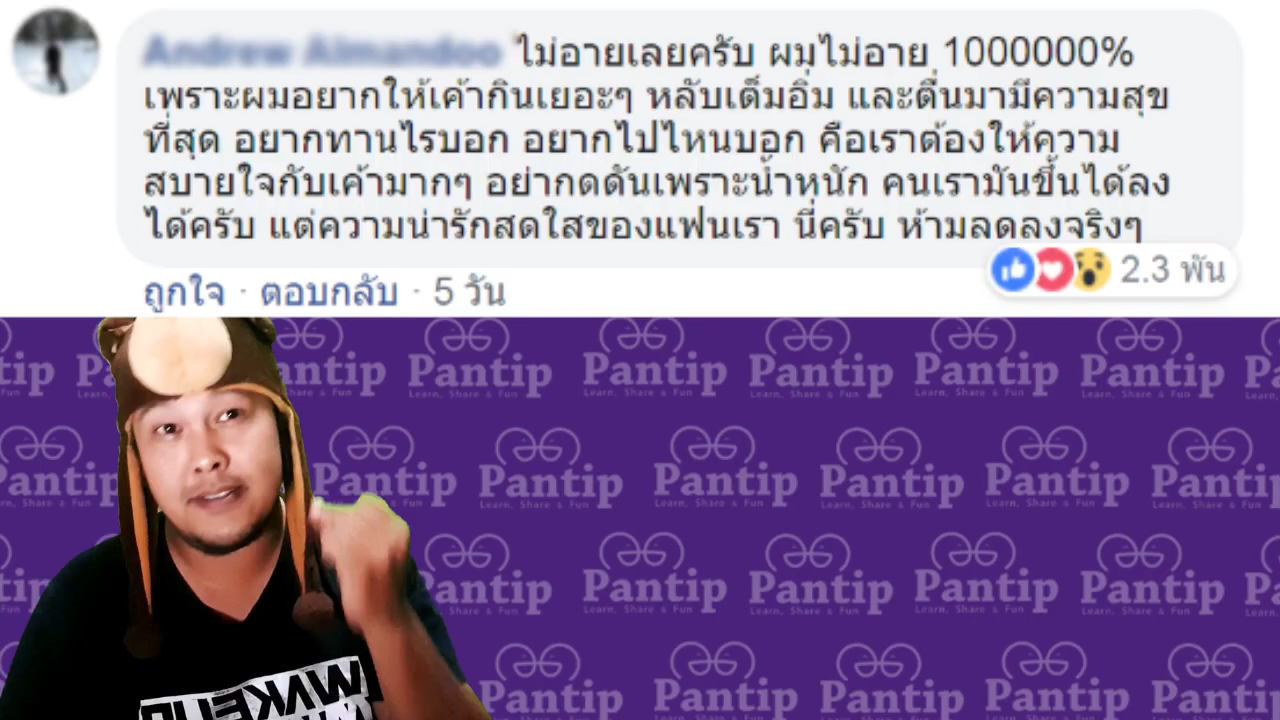 ไม่อายเลยครับ ผมไม่อาย 1000000%
เพราะผมอยากให้เค้ากินเยอะๆ หลับเต็มอิ่ม และตื่นมามีความสุข
ที่สุด อยากทานไรบอก อยากไปไหนบอก คือเราต้องให้ความ
สบายใจกับเค้ามากๆ อย่ากดดันเพราะน้ำหนัก คนเรามันขึ้นได้ลง
ได้ครับ แต่ความน่ารักสดใสของแฟนเรา นี่ครับ ห้ามลดลงจริงๆ
2.3 พัน
ถูกใจ · ตอบกลับ · 5 วัน
Pantip
Learn, Share & Fun